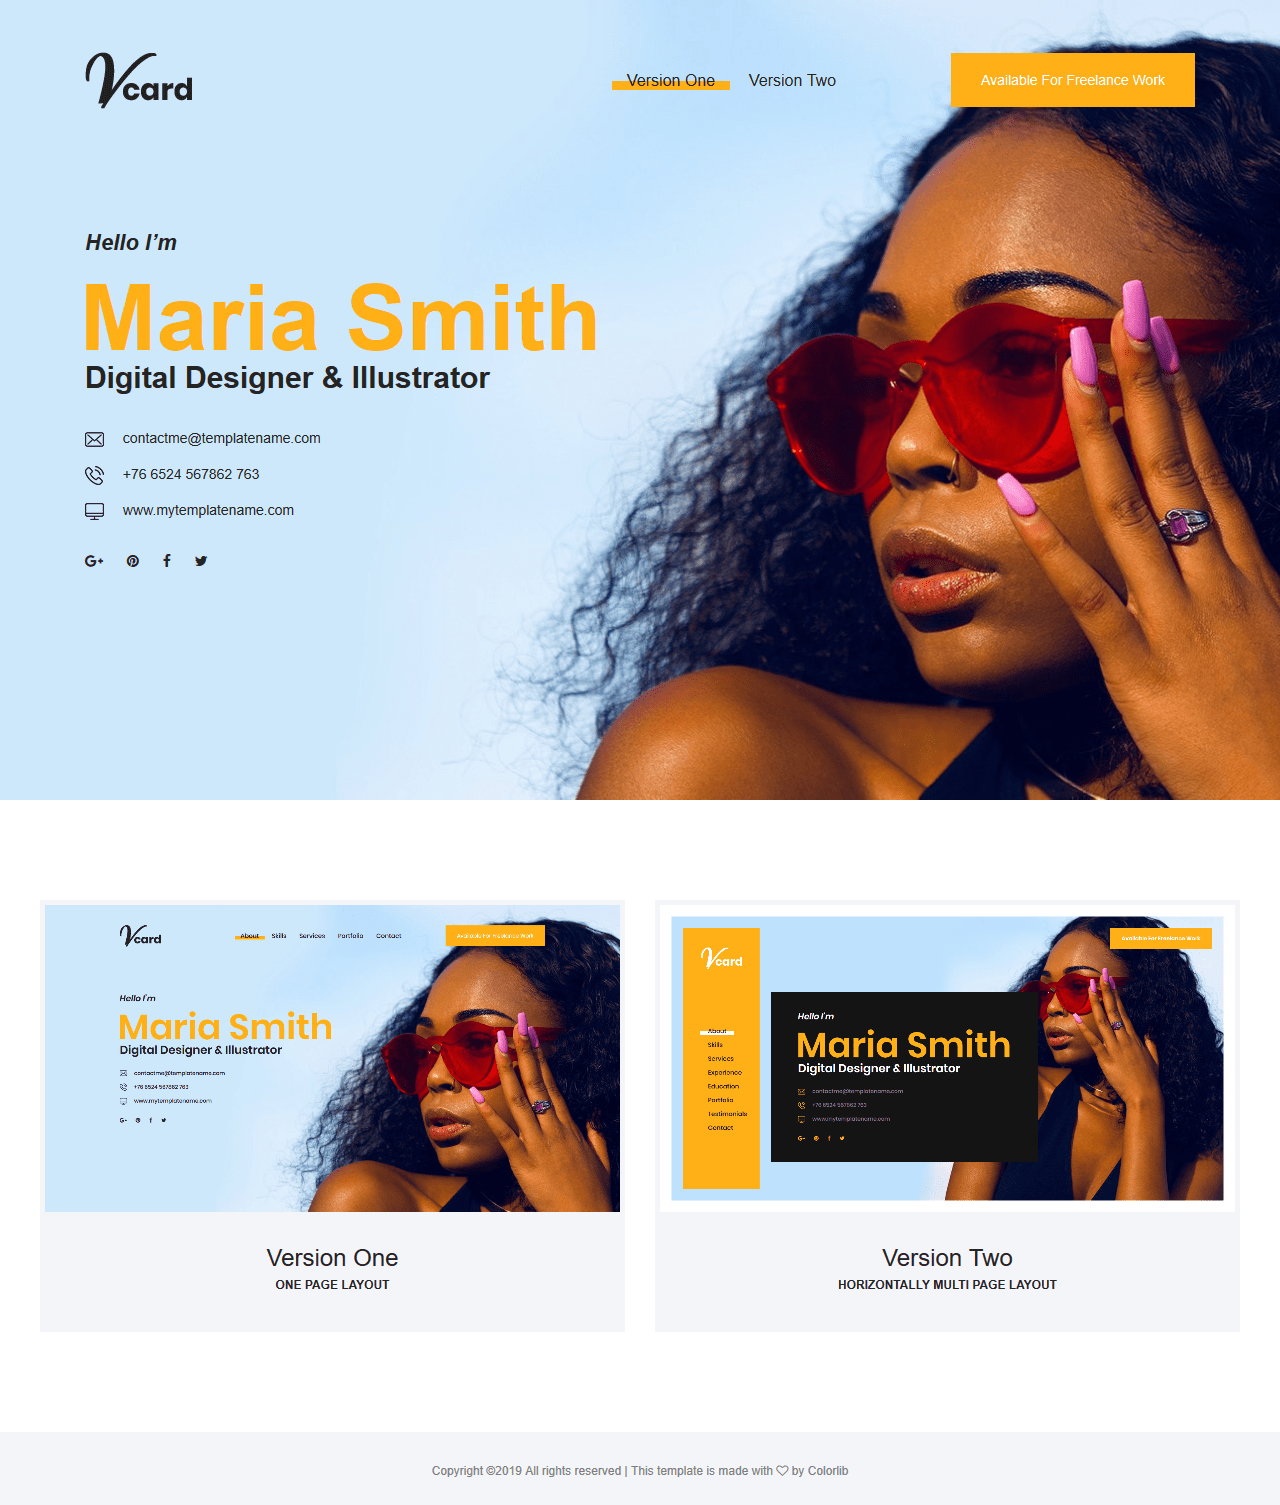 Vcard
Version One
Version Two
Available For Freelance Work
Hello I'm
Maria Smith
Digital Designer & Illustrator
contactme@templatename.com
+76 6524 567862 763
www.mytemplatename.com
Vcard
About
Skills
Services
Portfolio
Contact
Available For Freelance Work
Hello I'm
Maria Smith
Digital Designer & Illustrator
contactme@templatename.com
+76 6524 567862 763
www.mytemplatename.com
Version One
ONE PAGE LAYOUT
Vcard
About
Skills
Services
Experience
Education
Portfolio
Testimonials
Contact
Available For Freelance Work
Hello I'm
Maria Smith
Digital Designer & Illustrator
contactme@templatename.com
+76 6524 567862 763
www.mytemplatename.com
Version Two
HORIZONTALLY MULTI PAGE LAYOUT
Copyright ©2019 All rights reserved | This template is made with ♡ by Colorlib